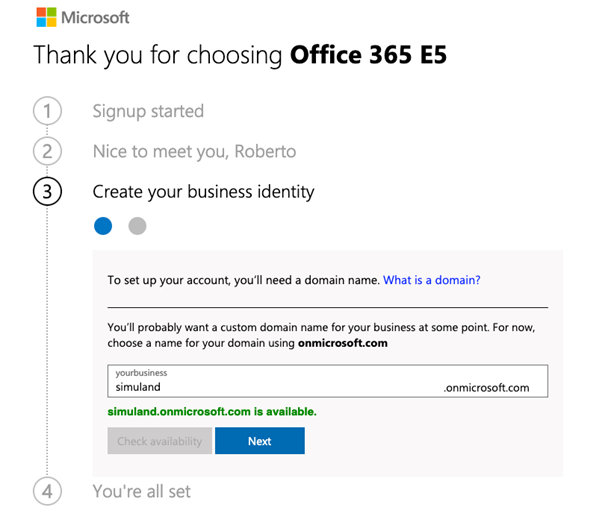 Microsoft
Thank you for choosing Office 365 E5
1 Signup started
2 Nice to meet you, Roberto
3 Create your business identity
To set up your account, you'll need a domain name. What is a domain?
You'll probably want a custom domain name for your business at some point. For now,
choose a name for your domain using onmicrosoft.com
yourbusiness
simuland .onmicrosoft.com
simuland.onmicrosoft.com is available.
Check availability Next
4 You're all set